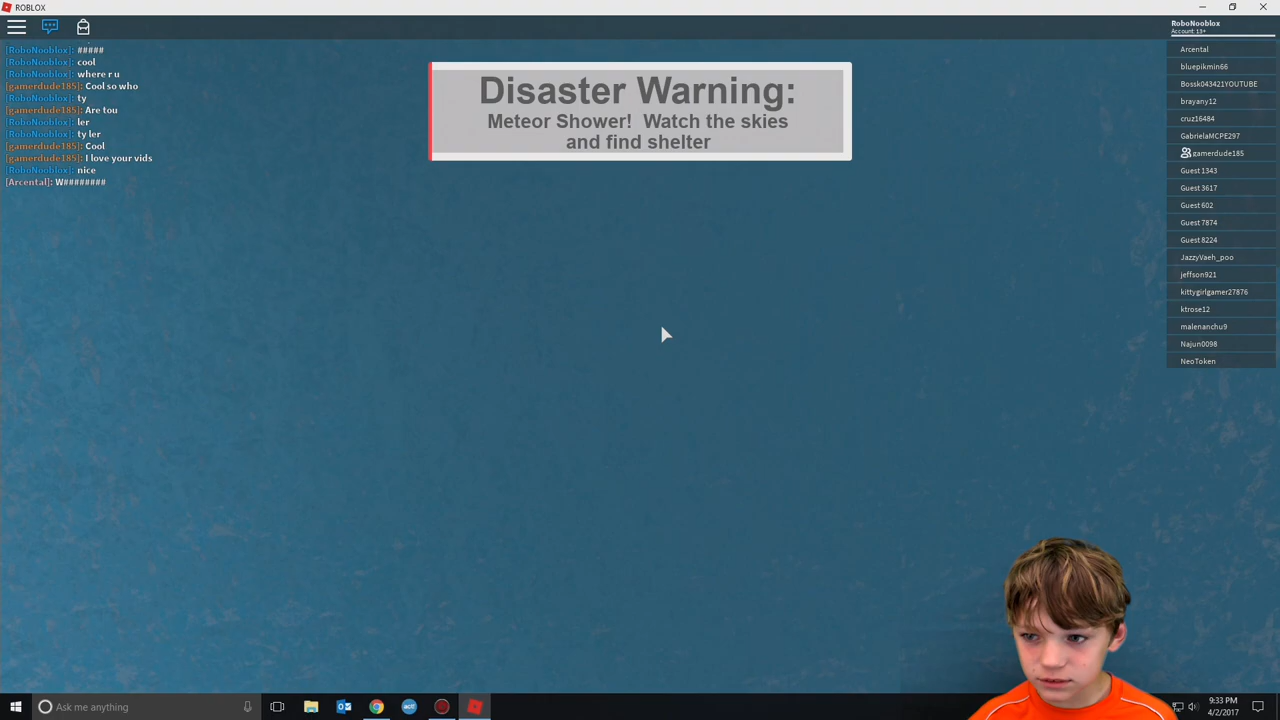 ROBLOX
RoboNooblox
Account: 13+
[RoboNooblox]: #####
[RoboNooblox]: cool
[RoboNooblox]: where r u
[gamerdude185]: Cool so who
[RoboNooblox]: ty
[gamerdude185]: Are tou
[RoboNooblox]: ler
[RoboNooblox]: ty ler
[gamerdude185]: Cool
[gamerdude185]: I love your vids
[RoboNooblox]: nice
[Arcental]: W########
Disaster Warning:
Meteor Shower! Watch the skies
and find shelter
Arcental
bluepikmin66
Bossk043421YOUTUBE
brayany12
cruz16484
GabrielaMCPE297
gamerdude185
Guest 1343
Guest 3617
Guest 602
Guest 7874
Guest 8224
JazzyVaeh_poo
jeffson921
kittygirlgamer27876
ktrose12
malenanchu9
Najun0098
NeoToken
Ask me anything
act!
9:33 PM
4/2/2017